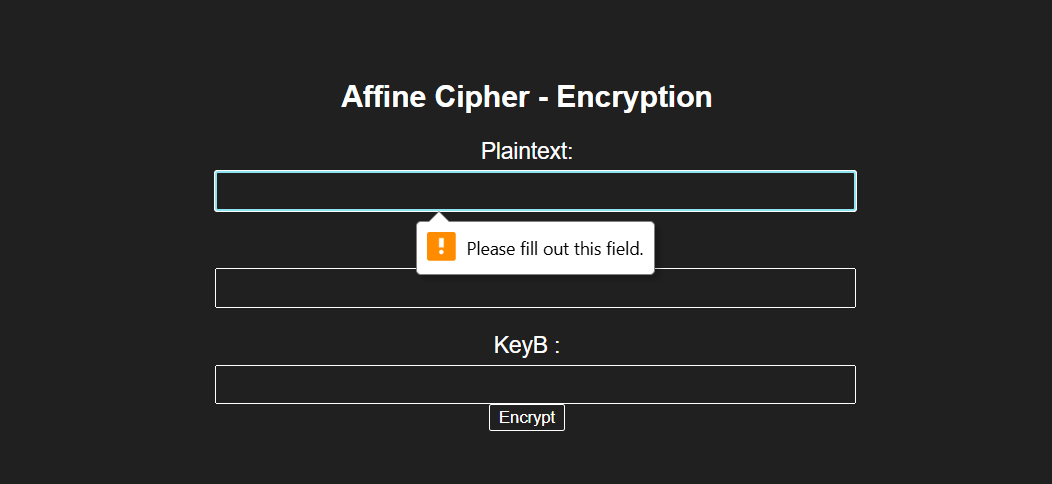 Affine Cipher - Encryption
Plaintext:
Please fill out this field.
KeyB :
Encrypt